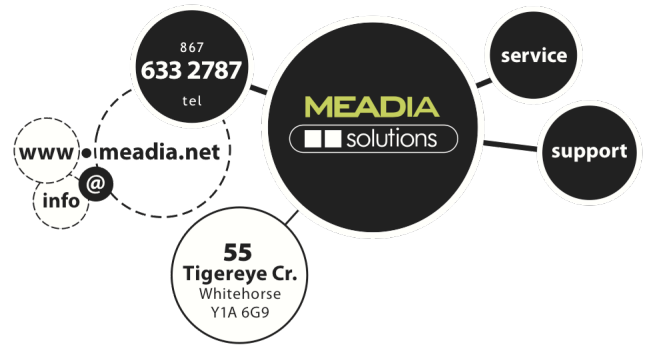 867
633 2787
tel
www.meadia.net
info @
MEADIA
solutions
service
support
55
Tigereye Cr.
Whitehorse
Y1A 6G9